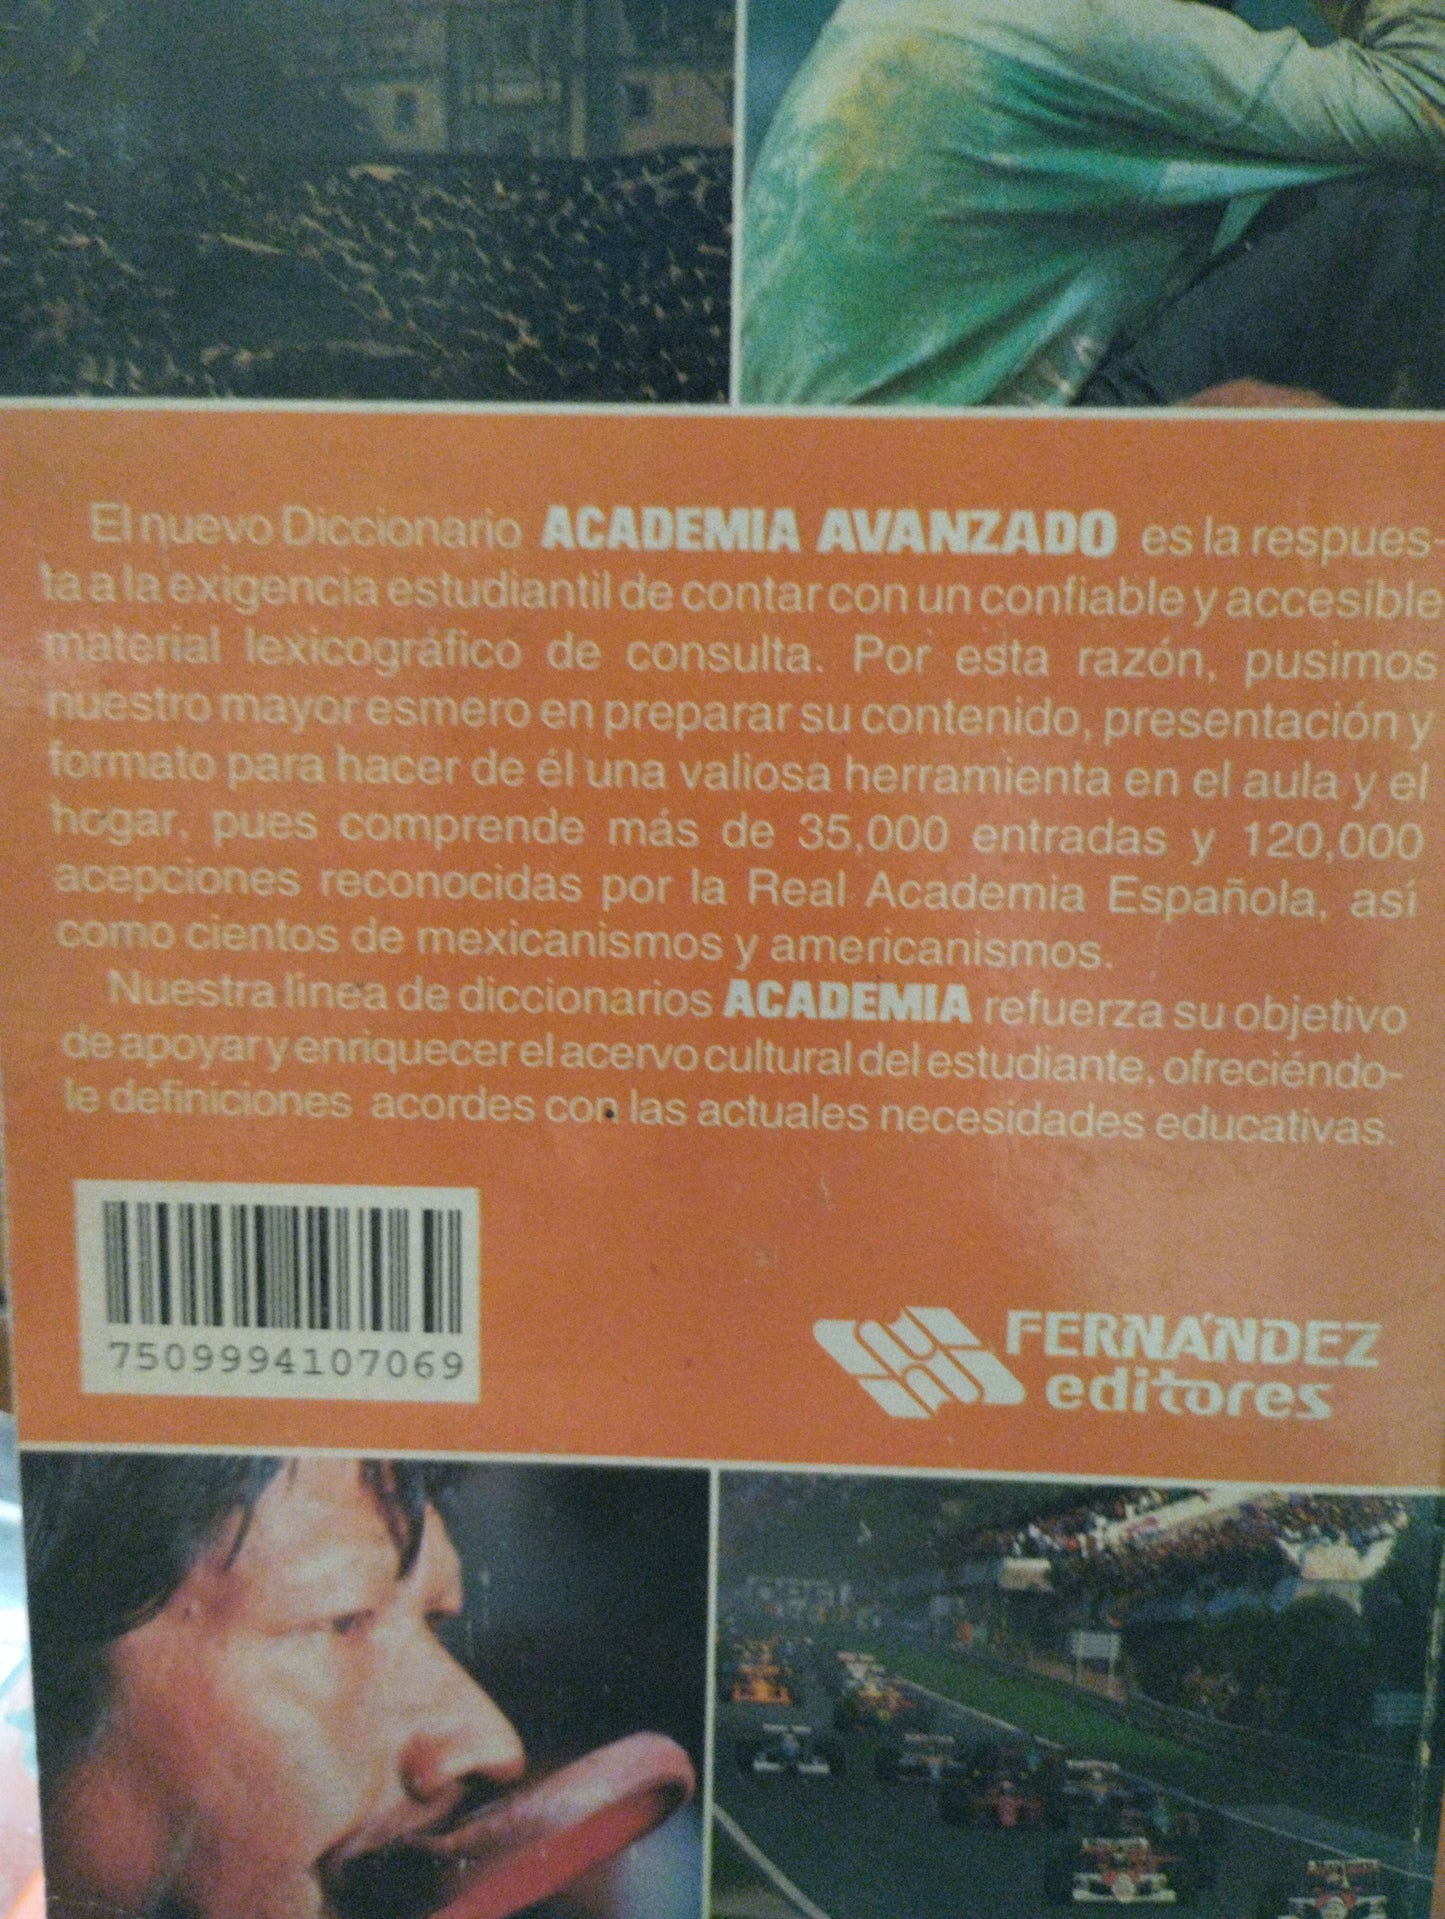 El nuevo Diccionario ACADEMIA AVANZADO es la respues-
ta a la exigencia estudiantil de contar con un confiable y accesible
material lexicográfico de consulta. Por esta razón, pusimos
nuestro mayor esmero en preparar su contenido, presentación y
formato para hacer de él una valiosa herramienta en el aula y el
hogar, pues comprende más de 35,000 entradas y 120,000
acepciones reconocidas por la Real Academia Española, así
como cientos de mexicanismos y americanismos.
Nuestra línea de diccionarios ACADEMIA refuerza su objetivo
de apoyar y enriquecer el acervo cultural del estudiante, ofreciéndo-
le definiciones acordes con las actuales necesidades educativas.
7509994107069
FERNÁNDEZ
editores